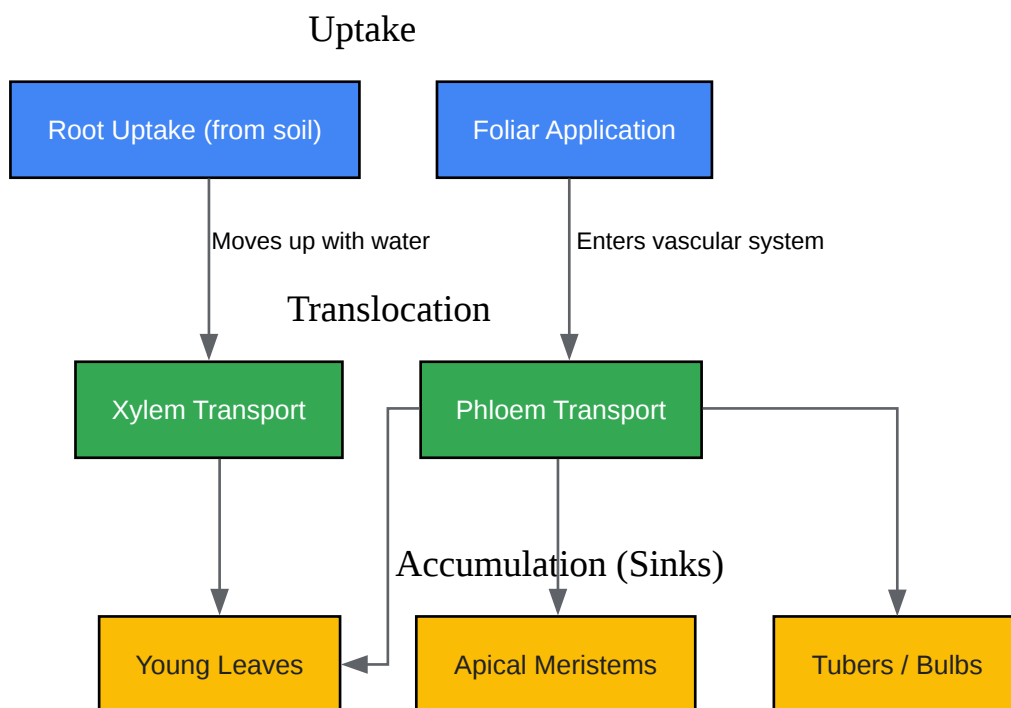 Uptake
Root Uptake (from soil)
Foliar Application
Moves up with water
Enters vascular system
Translocation
Xylem Transport
Phloem Transport
Accumulation (Sinks)
Young Leaves
Apical Meristems
Tubers / Bulbs